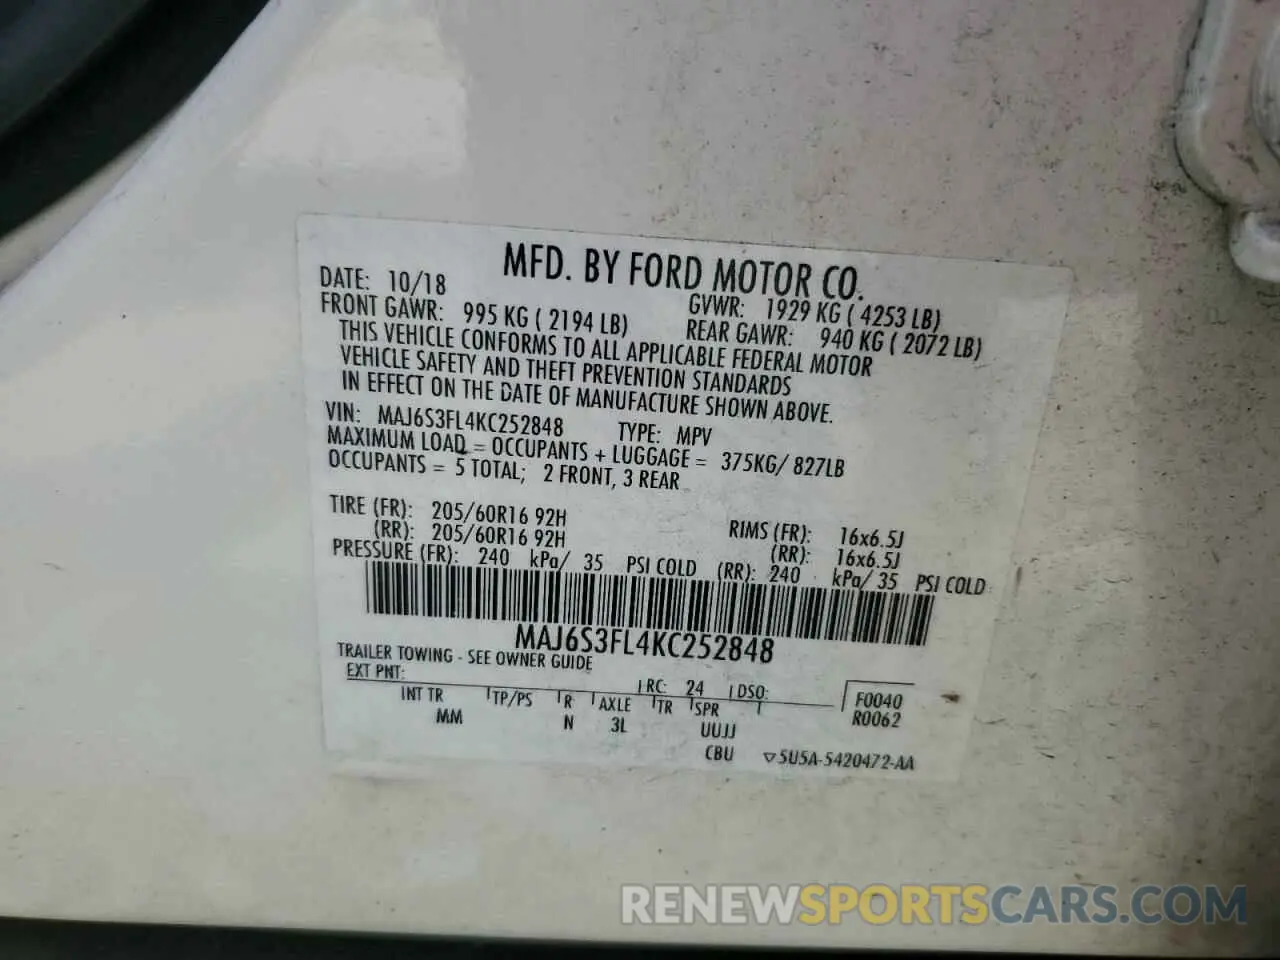 MFD. BY FORD MOTOR CO.
DATE: 10/18 GVWR: 1929 KG ( 4253 LB)
FRONT GAWR: 995 KG ( 2194 LB) REAR GAWR: 940 KG ( 2072 LB)
THIS VEHICLE CONFORMS TO ALL APPLICABLE FEDERAL MOTOR
VEHICLE SAFETY AND THEFT PREVENTION STANDARDS
IN EFFECT ON THE DATE OF MANUFACTURE SHOWN ABOVE.
VIN: MAJ6S3FL4KC252848 TYPE: MPV
MAXIMUM LOAD = OCCUPANTS + LUGGAGE = 375KG/ 827LB
OCCUPANTS = 5 TOTAL; 2 FRONT, 3 REAR
TIRE (FR): 205/60R16 92H RIMS (FR): 16x6.5J
(RR): 205/60R16 92H (RR): 16x6.5J
PRESSURE (FR): 240 kPa/ 35 PSI COLD (RR): 240 kPa/ 35 PSI COLD
MAJ6S3FL4KC252848
TRAILER TOWING - SEE OWNER GUIDE
EXT PNT: RC: 24 DSO: F0040
INT TR TP/PS R AXLE TR SPR R0062
MM N 3L UUJJ
CBU ▽5U5A-5420472-AA
RENEWSPORTSCARS.COM